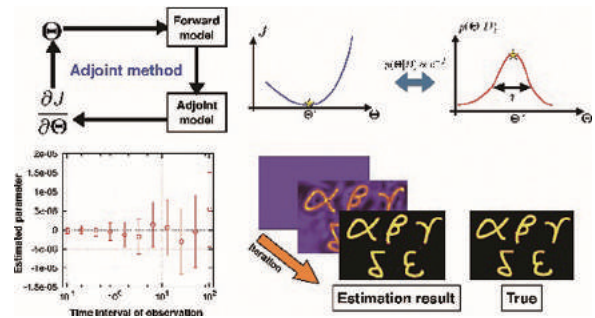 Θ
Forward
model
Adjoint method
Adjoint
model
∂J
∂Θ
J
Θ*
Θ
p(Θ|D) ∝ e^-J
p(Θ|D)
?
Θ*
Θ
Estimated parameter
2e-05
1.5e-05
1e-05
5e-06
0
-5e-06
-1e-05
-1.5e-05
Time interval of observation
α β γ
α β γ
δ ε
α β γ
δ ε
Iteration
Estimation result
True